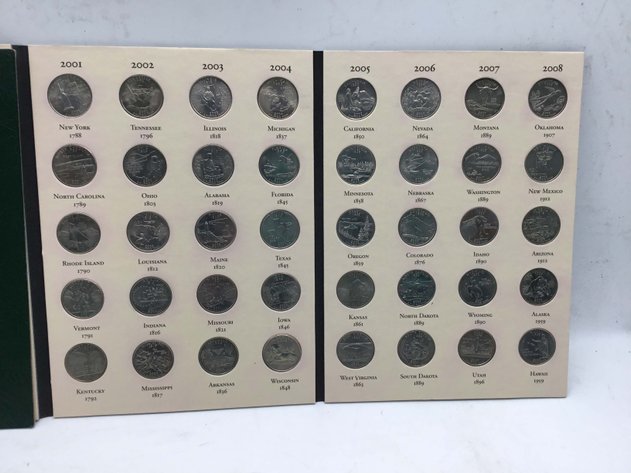 2001 2002 2003 2004 2005 2006 2007 2008
New York Tennessee Illinois Michigan California Nevada Montana Oklahoma
1788 1796 1818 1837 1850 1864 1889 1907
North Carolina Ohio Alabama Florida Minnesota Nebraska Washington New Mexico
1789 1803 1819 1845 1858 1867 1889 1912
Rhode Island Louisiana Maine Texas Oregon Colorado Idaho Arizona
1790 1812 1820 1845 1859 1876 1890 1912
Vermont Indiana Missouri Iowa Kansas North Dakota Wyoming Alaska
1791 1816 1821 1846 1861 1889 1890 1959
Kentucky Mississippi Arkansas Wisconsin West Virginia South Dakota Utah Hawaii
1792 1817 1836 1848 1863 1889 1896 1959